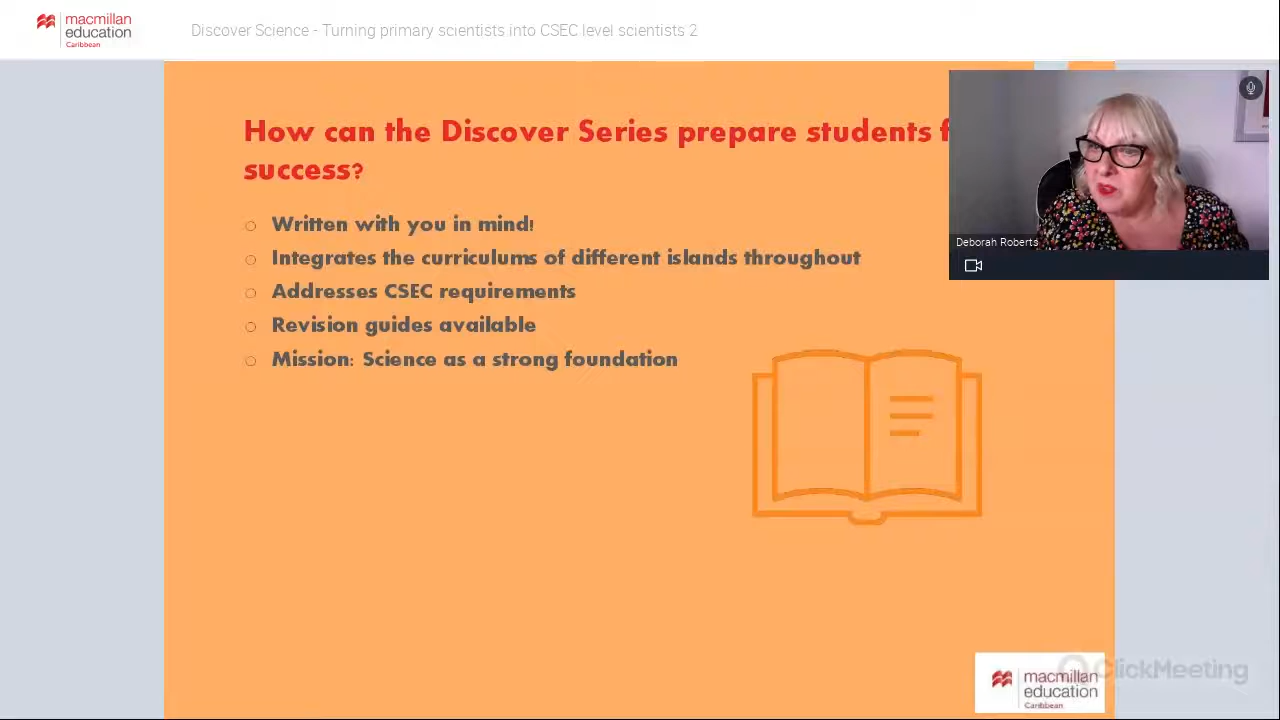 macmillan
education
Caribbean
Discover Science - Turning primary scientists into CSEC level scientists 2
How can the Discover Series prepare students f
success?
Written with you in mind!
Integrates the curriculums of different islands throughout
Addresses CSEC requirements
Revision guides available
Mission: Science as a strong foundation
Deborah Roberts
macmillan
education
Caribbean
ClickMeeting